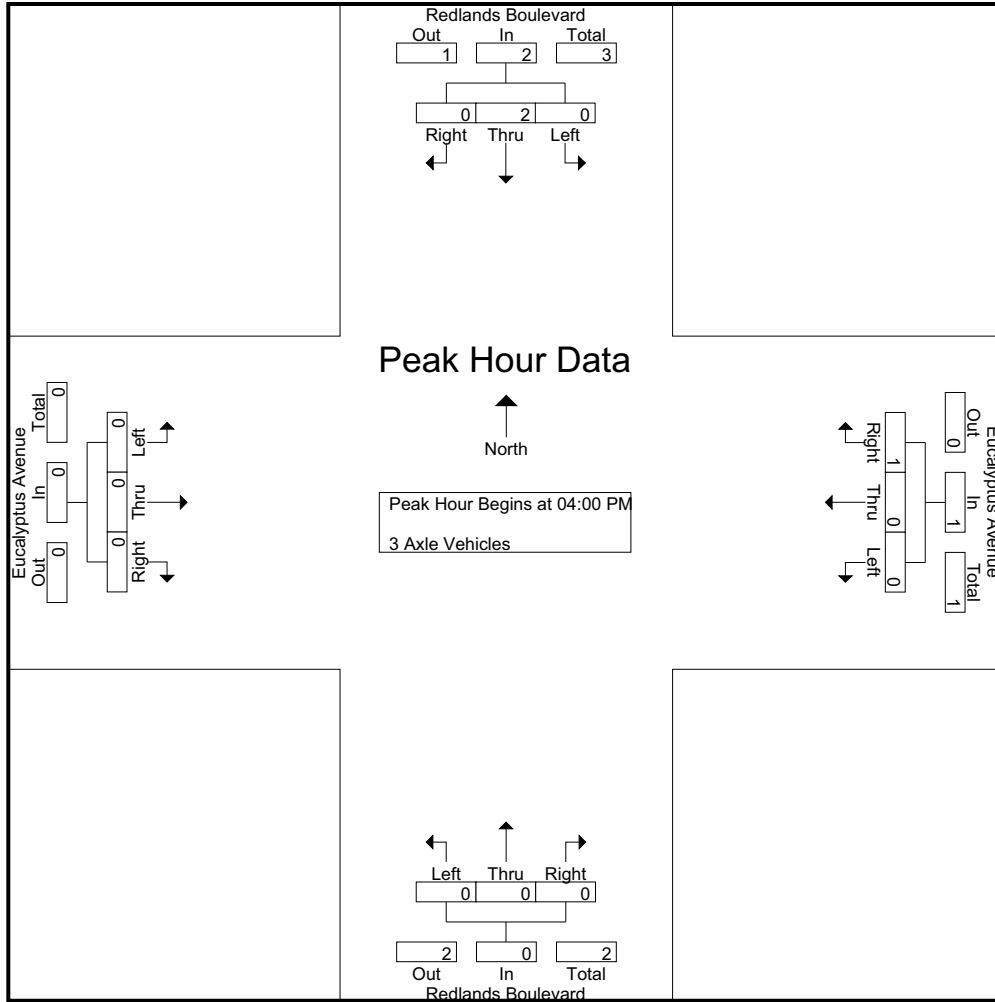 Redlands Boulevard
Out In Total
1 2 3
0 2 0
Right Thru Left
Peak Hour Data
North
Peak Hour Begins at 04:00 PM
3 Axle Vehicles
Eucalyptus Avenue
Total In Out
0 0 0
0 0 0
Left Thru Right
Eucalyptus Avenue
Out In Total
0 1 1
1 0 0
Right Thru Left
Left Thru Right
0 0 0
2 0 2
Out In Total
Redlands Boulevard